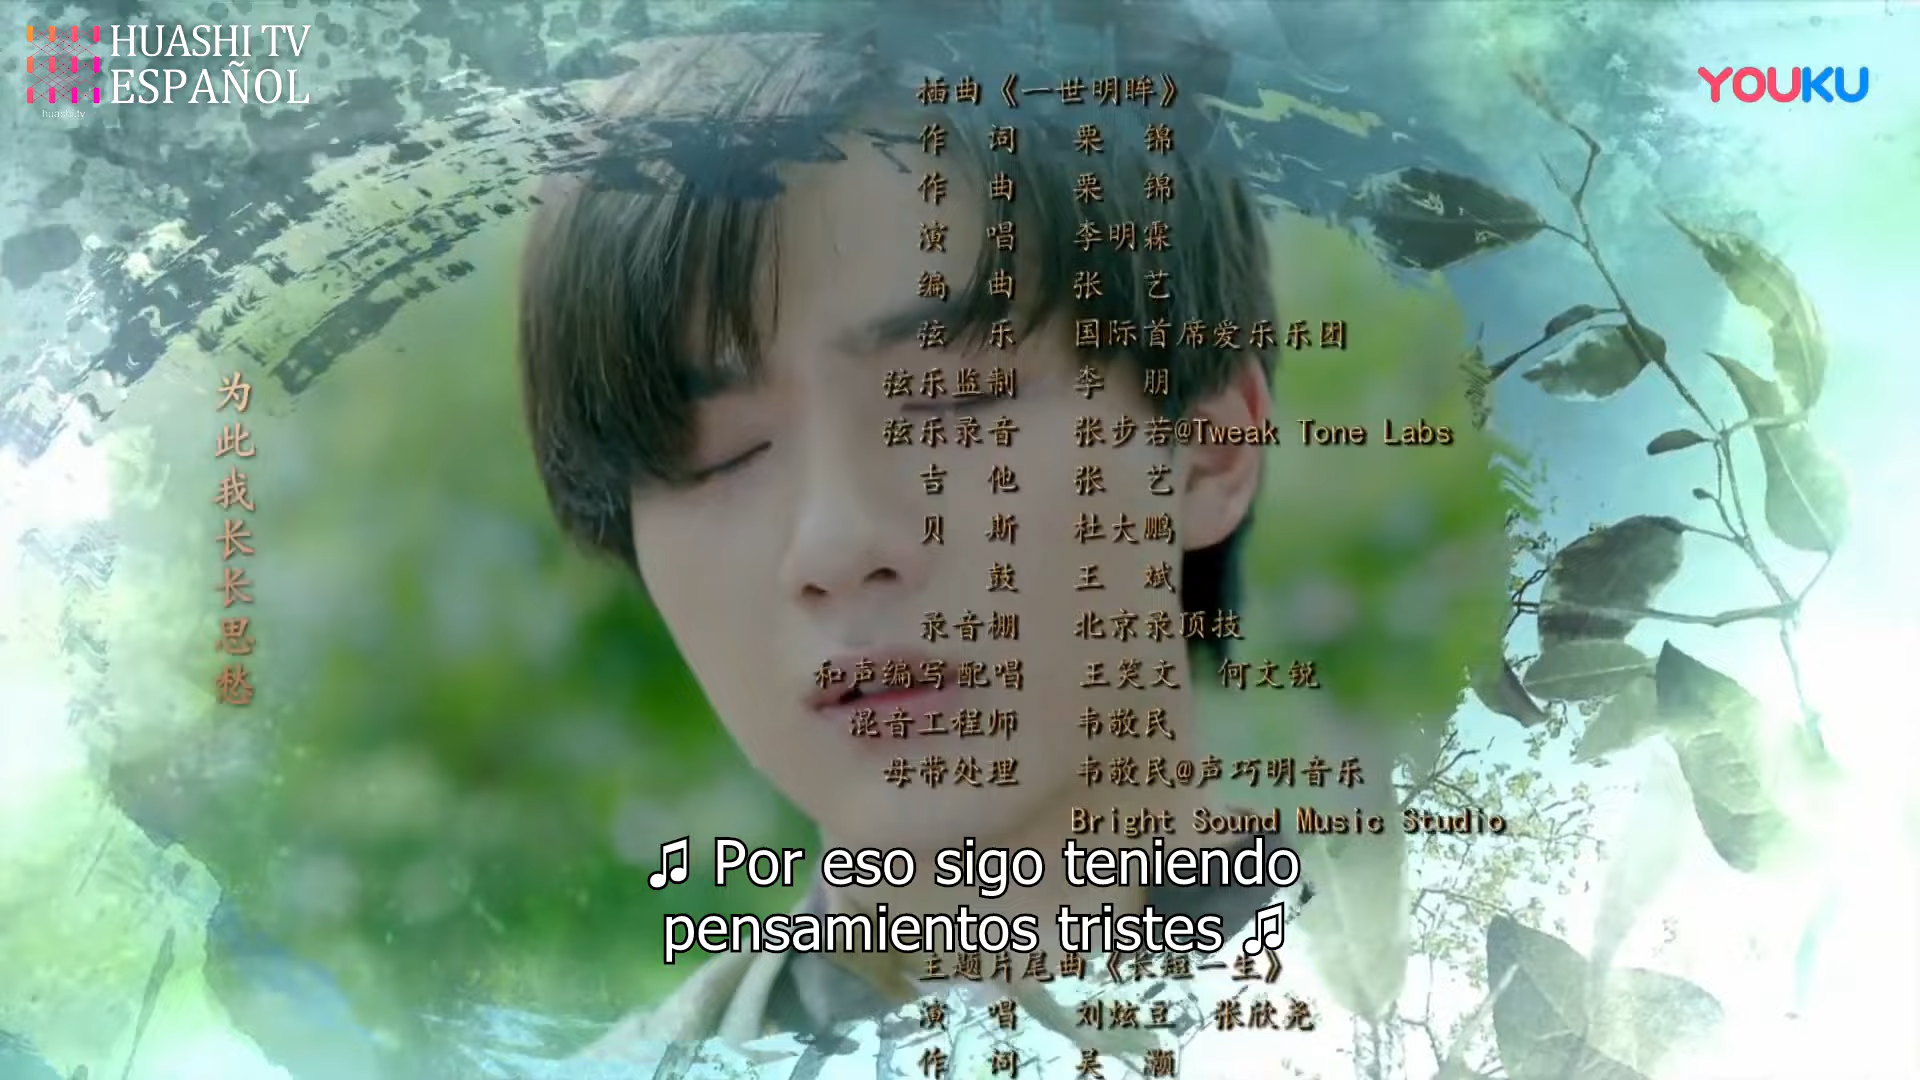 HUASHI TV
ESPAÑOL
huashi.tv
YOUKU
插曲《一世明眸》
作 词 栗 锦
作 曲 栗 锦
演 唱 李明霖
编 曲 张 艺
弦 乐 国际首席爱乐乐团
弦乐监制 李 朋
弦乐录音 张步若@Tweak Tone Labs
吉 他 张 艺
贝 斯 杜大鹏
鼓 王 斌
录音棚 北京录顶技
和声编写配唱 王笑文 何文锐
混音工程师 韦敬民
母带处理 韦敬民@声巧明音乐
Bright Sound Music Studio
为此我长长思愁
♫ Por eso sigo teniendo
pensamientos tristes ♫
主题片尾曲《长短一生》
演 唱 刘炫豆 张欣尧
作 词 吴 灏